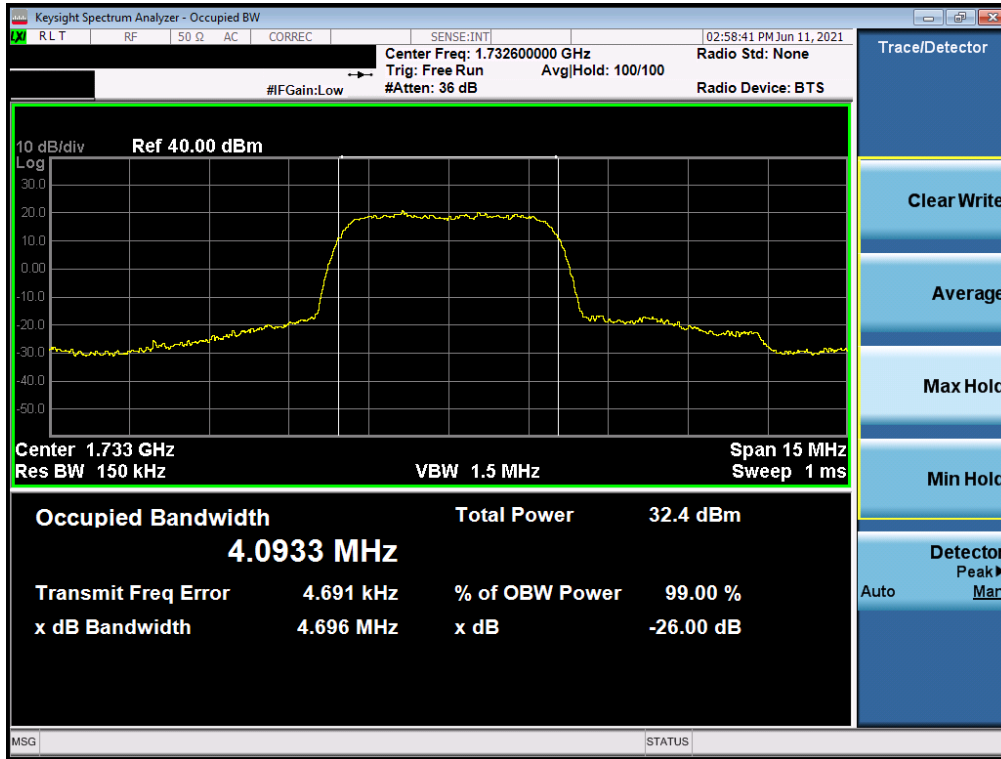 Keysight Spectrum Analyzer - Occupied BW
LXI RLT RF 50 Ω AC CORREC SENSE:INT 02:58:41 PM Jun 11, 2021
Center Freq: 1.732600000 GHz Radio Std: None
Trig: Free Run Avg|Hold: 100/100
#IFGain:Low #Atten: 36 dB Radio Device: BTS
10 dB/div Ref 40.00 dBm
Log
30.0
20.0
10.0
0.00
-10.0
-20.0
-30.0
-40.0
-50.0
Center 1.733 GHz Span 15 MHz
Res BW 150 kHz VBW 1.5 MHz Sweep 1 ms
Occupied Bandwidth Total Power 32.4 dBm
4.0933 MHz
Transmit Freq Error 4.691 kHz % of OBW Power 99.00 %
x dB Bandwidth 4.696 MHz x dB -26.00 dB
MSG STATUS
Trace/Detector
Clear Write
Average
Max Hold
Min Hold
Detector
Peak▶
Auto Man